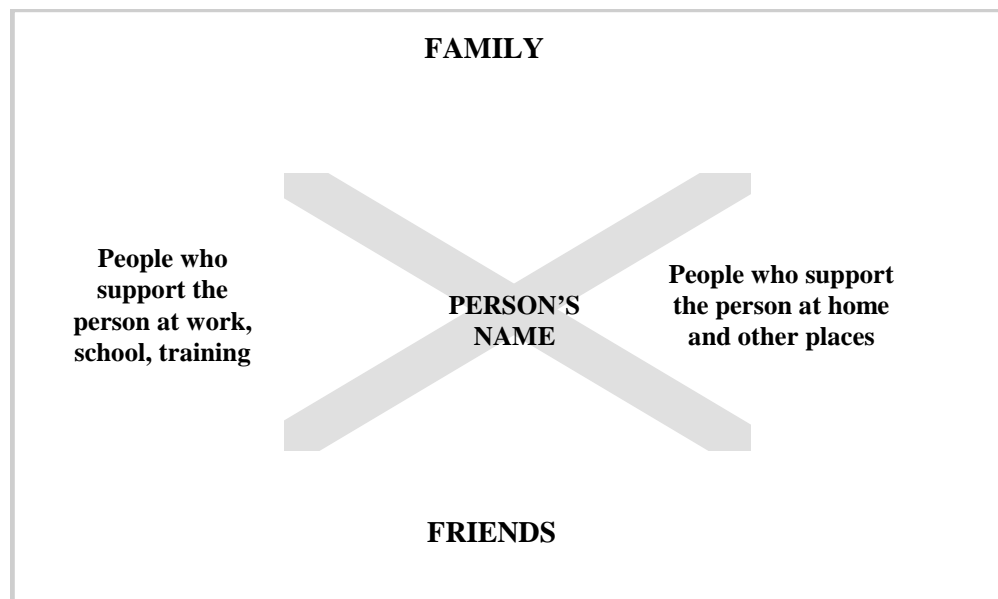 FAMILY
People who
support the
person at work,
school, training
PERSON’S
NAME
People who support
the person at home
and other places
FRIENDS